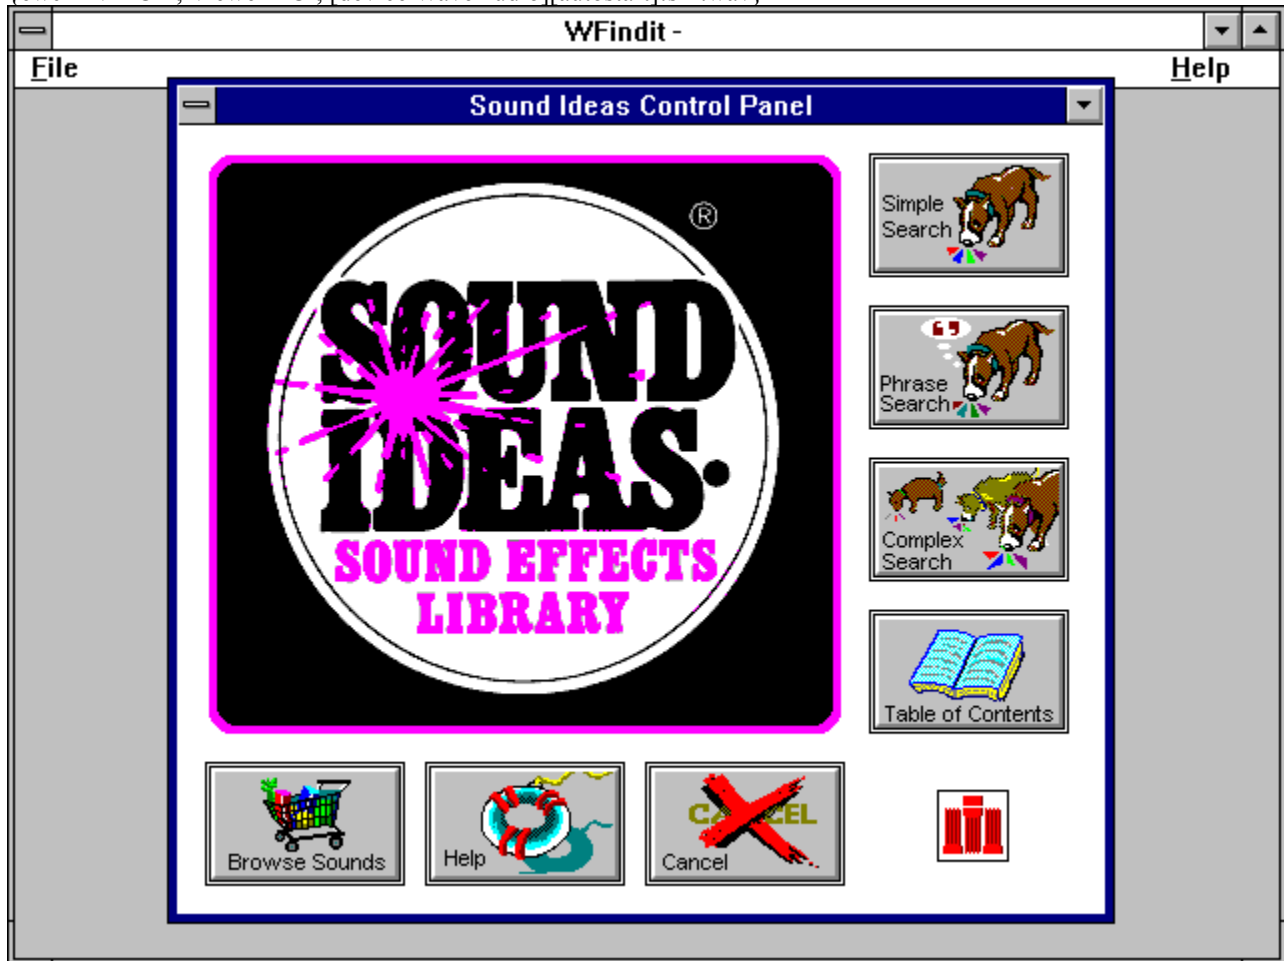 WFindit -
File Help
Sound Ideas Control Panel
®
SOUND
IDEAS
SOUND EFFECTS
LIBRARY
Simple
Search
Phrase
Search
Complex
Search
Table of Contents
Browse Sounds
Help
CANCEL
Cancel